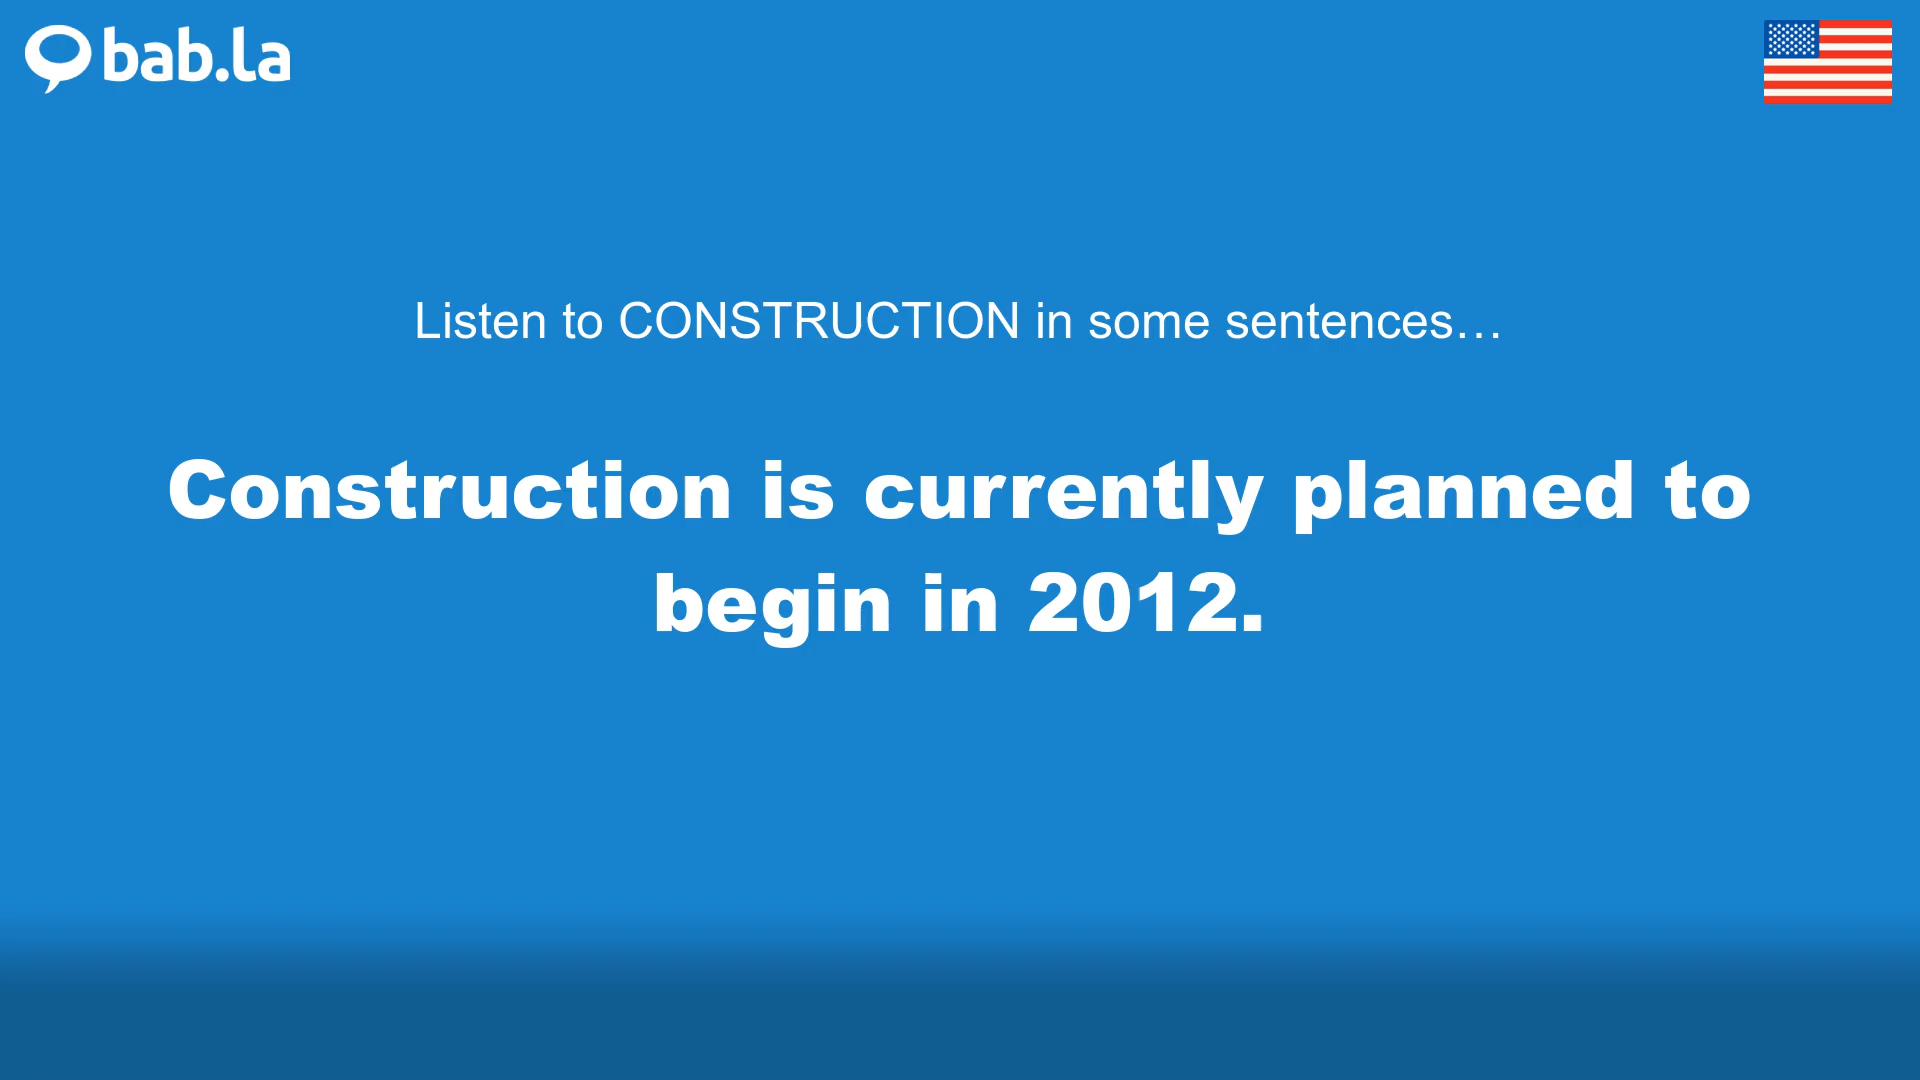 bab.la
Listen to CONSTRUCTION in some sentences…
Construction is currently planned to
begin in 2012.